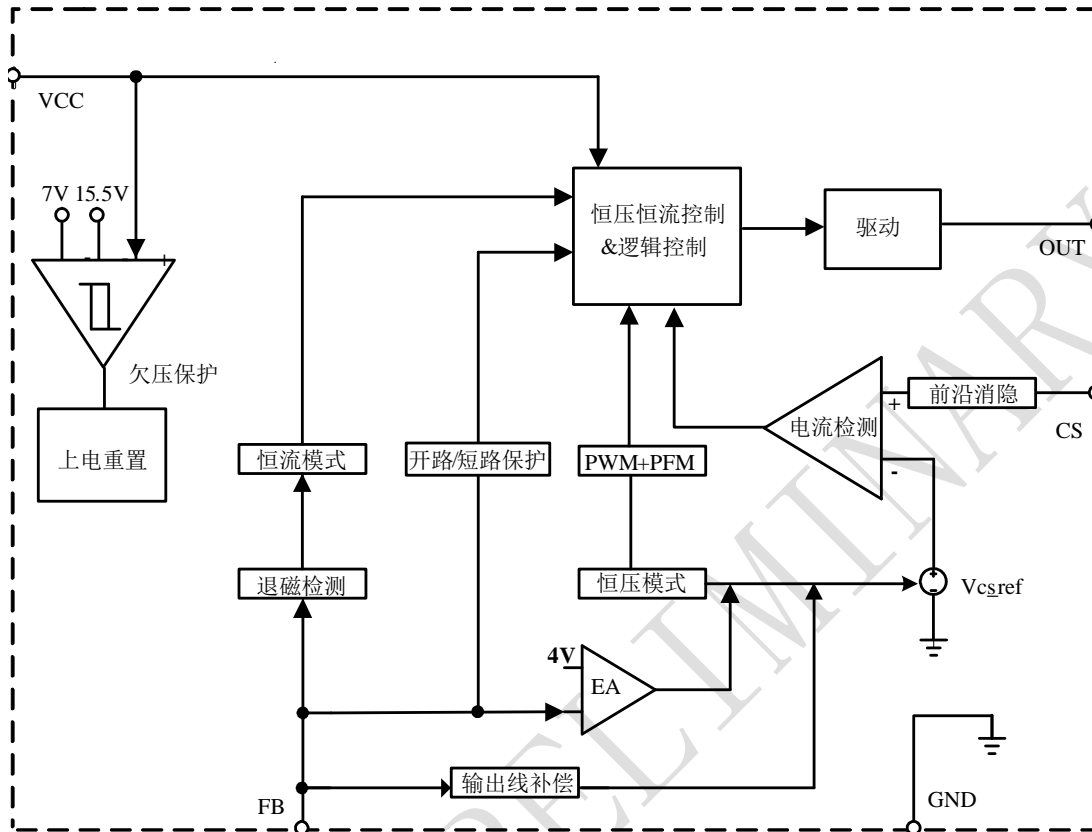 VCC
7V 15.5V
- - +
欠压保护
上电重置
恒压恒流控制
&逻辑控制
驱动
OUT
前沿消隐
CS
+
电流检测
-
恒流模式
开路/短路保护
PWM+PFM
退磁检测
恒压模式
+
-
Vcsref
4V
EA
输出线补偿
FB
GND
PRELIMINARY